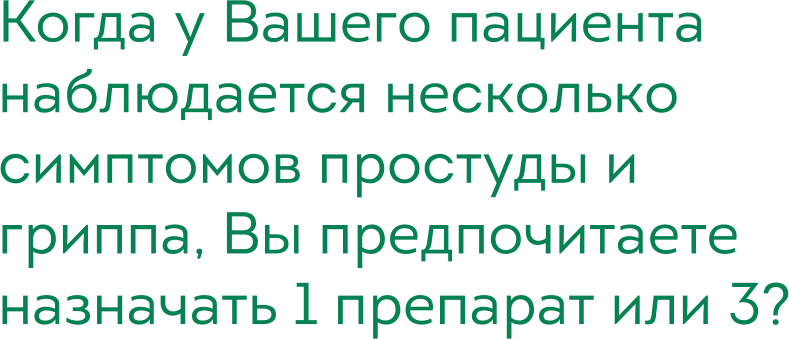 Когда у Вашего пациента
наблюдается несколько
симптомов простуды и
гриппа, Вы предпочитаете
назначать 1 препарат или 3?